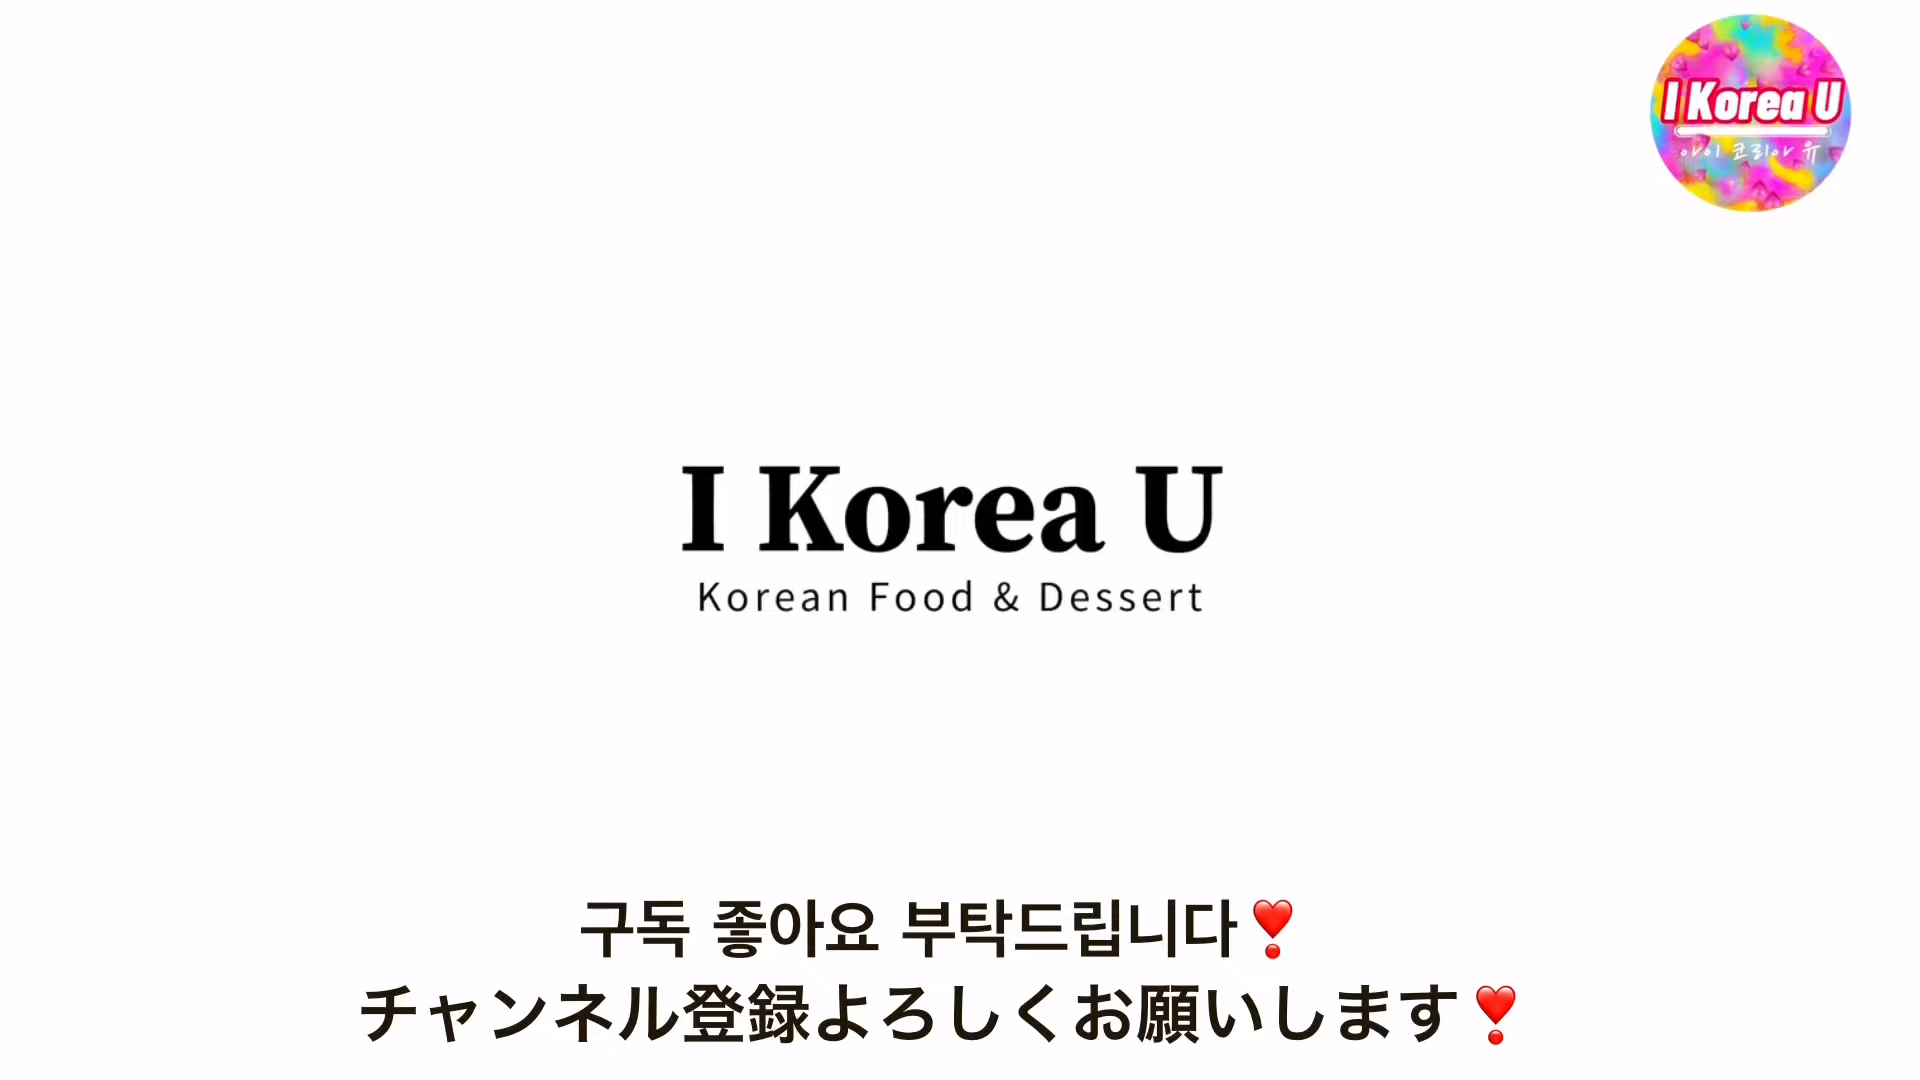 I Korea U
아이 코리아 유
I Korea U
Korean Food & Dessert
구독 좋아요 부탁드립니다❣️
チャンネル登録よろしくお願いします❣️